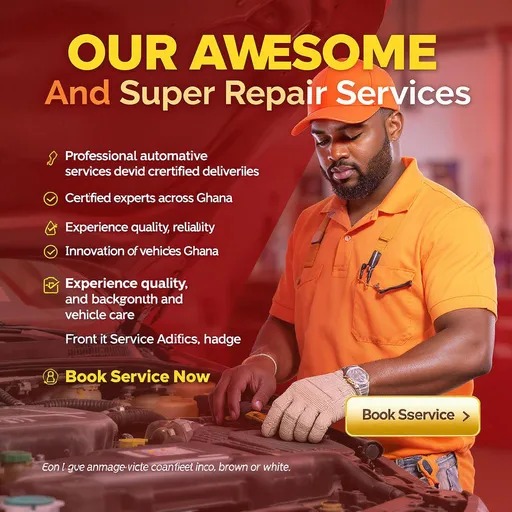 OUR AWESOME
And Super Repair Services
Professional automative
services devid crertified deliverìles
Certified experts across Ghana
Experience quality, reliality
Innovation of vehicles Ghana
Experience quality,
and backgonth and
vehicle care
Front it Service Adifics, hadge
Book Service Now
Book Sservice
Eon l gve anmage-victe coanfieet inco, brown or white.